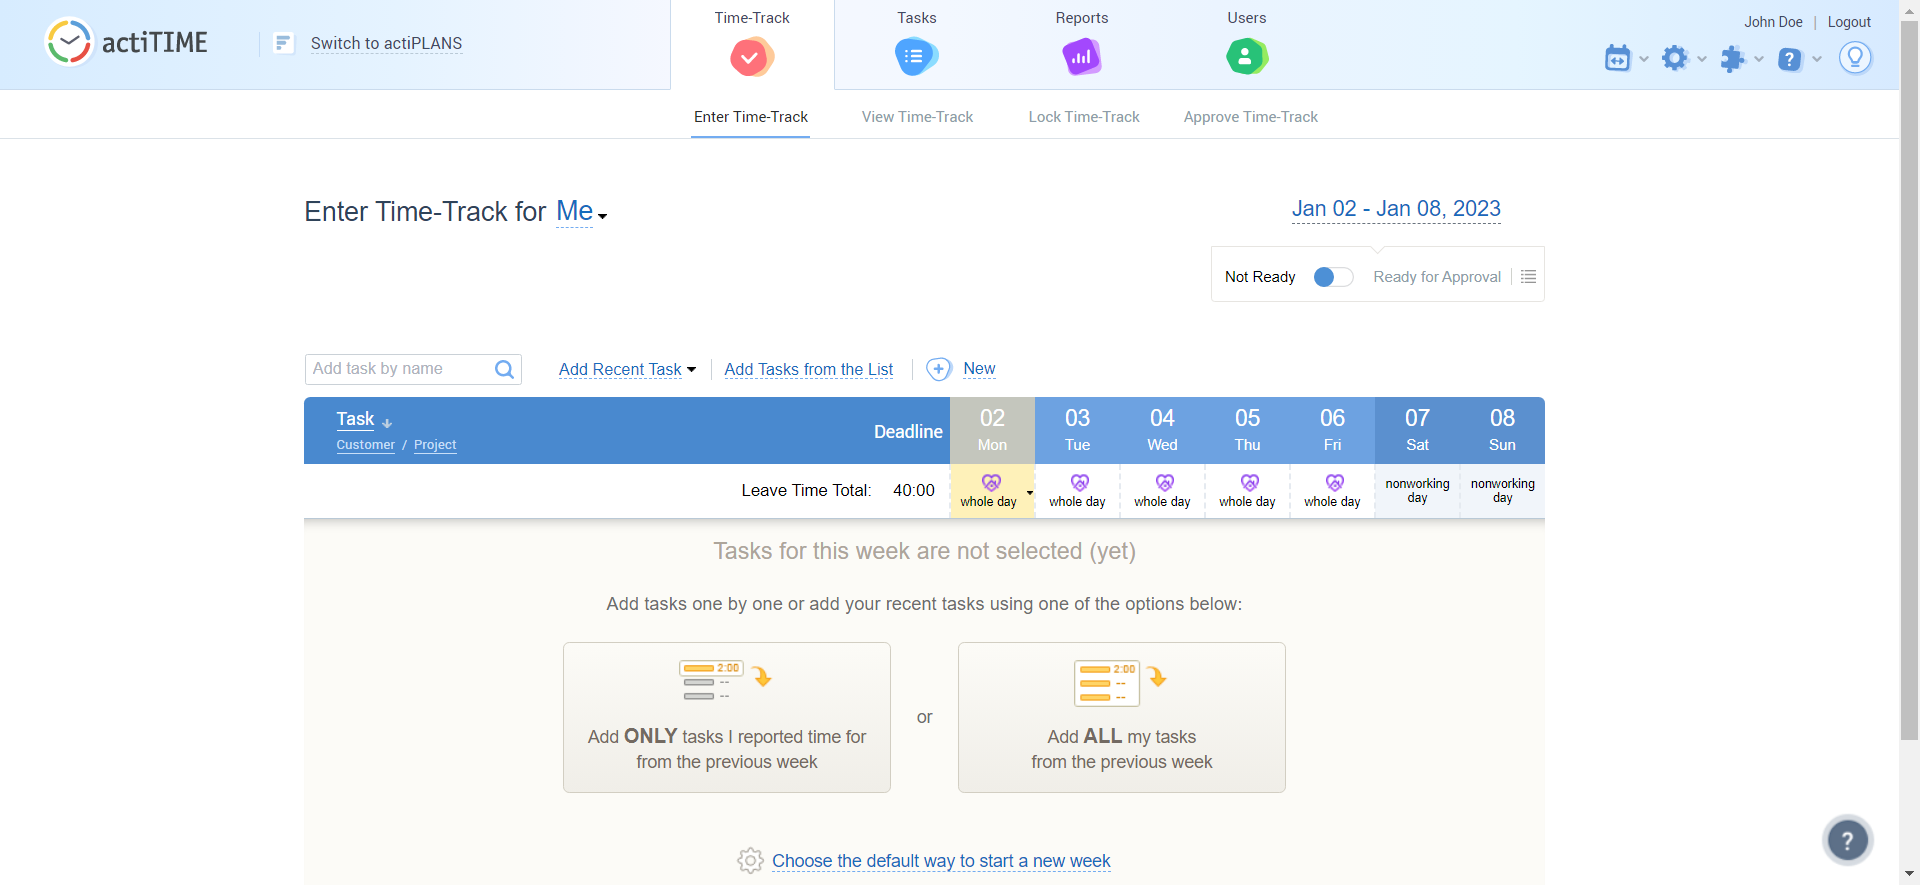 actiTIME
Switch to actiPLANS
Time-Track
Tasks
Reports
Users
John Doe | Logout
?
Enter Time-Track
View Time-Track
Lock Time-Track
Approve Time-Track
Enter Time-Track for Me
Jan 02 - Jan 08, 2023
Not Ready
Ready for Approval
Add task by name
Add Recent Task
Add Tasks from the List
New
Task
Customer / Project
Deadline
02
Mon
03
Tue
04
Wed
05
Thu
06
Fri
07
Sat
08
Sun
Leave Time Total: 40:00
whole day
whole day
whole day
whole day
whole day
nonworking
day
nonworking
day
Tasks for this week are not selected (yet)
Add tasks one by one or add your recent tasks using one of the options below:
2:00
--
--
Add ONLY tasks I reported time for
from the previous week
or
2:00
--
--
Add ALL my tasks
from the previous week
Choose the default way to start a new week
?